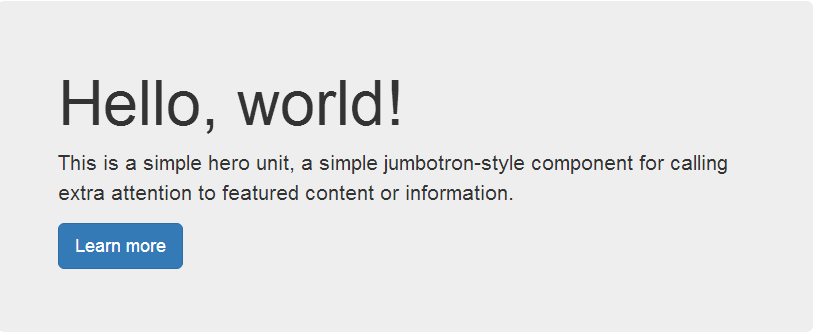 Hello, world!
This is a simple hero unit, a simple jumbotron-style component for calling
extra attention to featured content or information.
Learn more